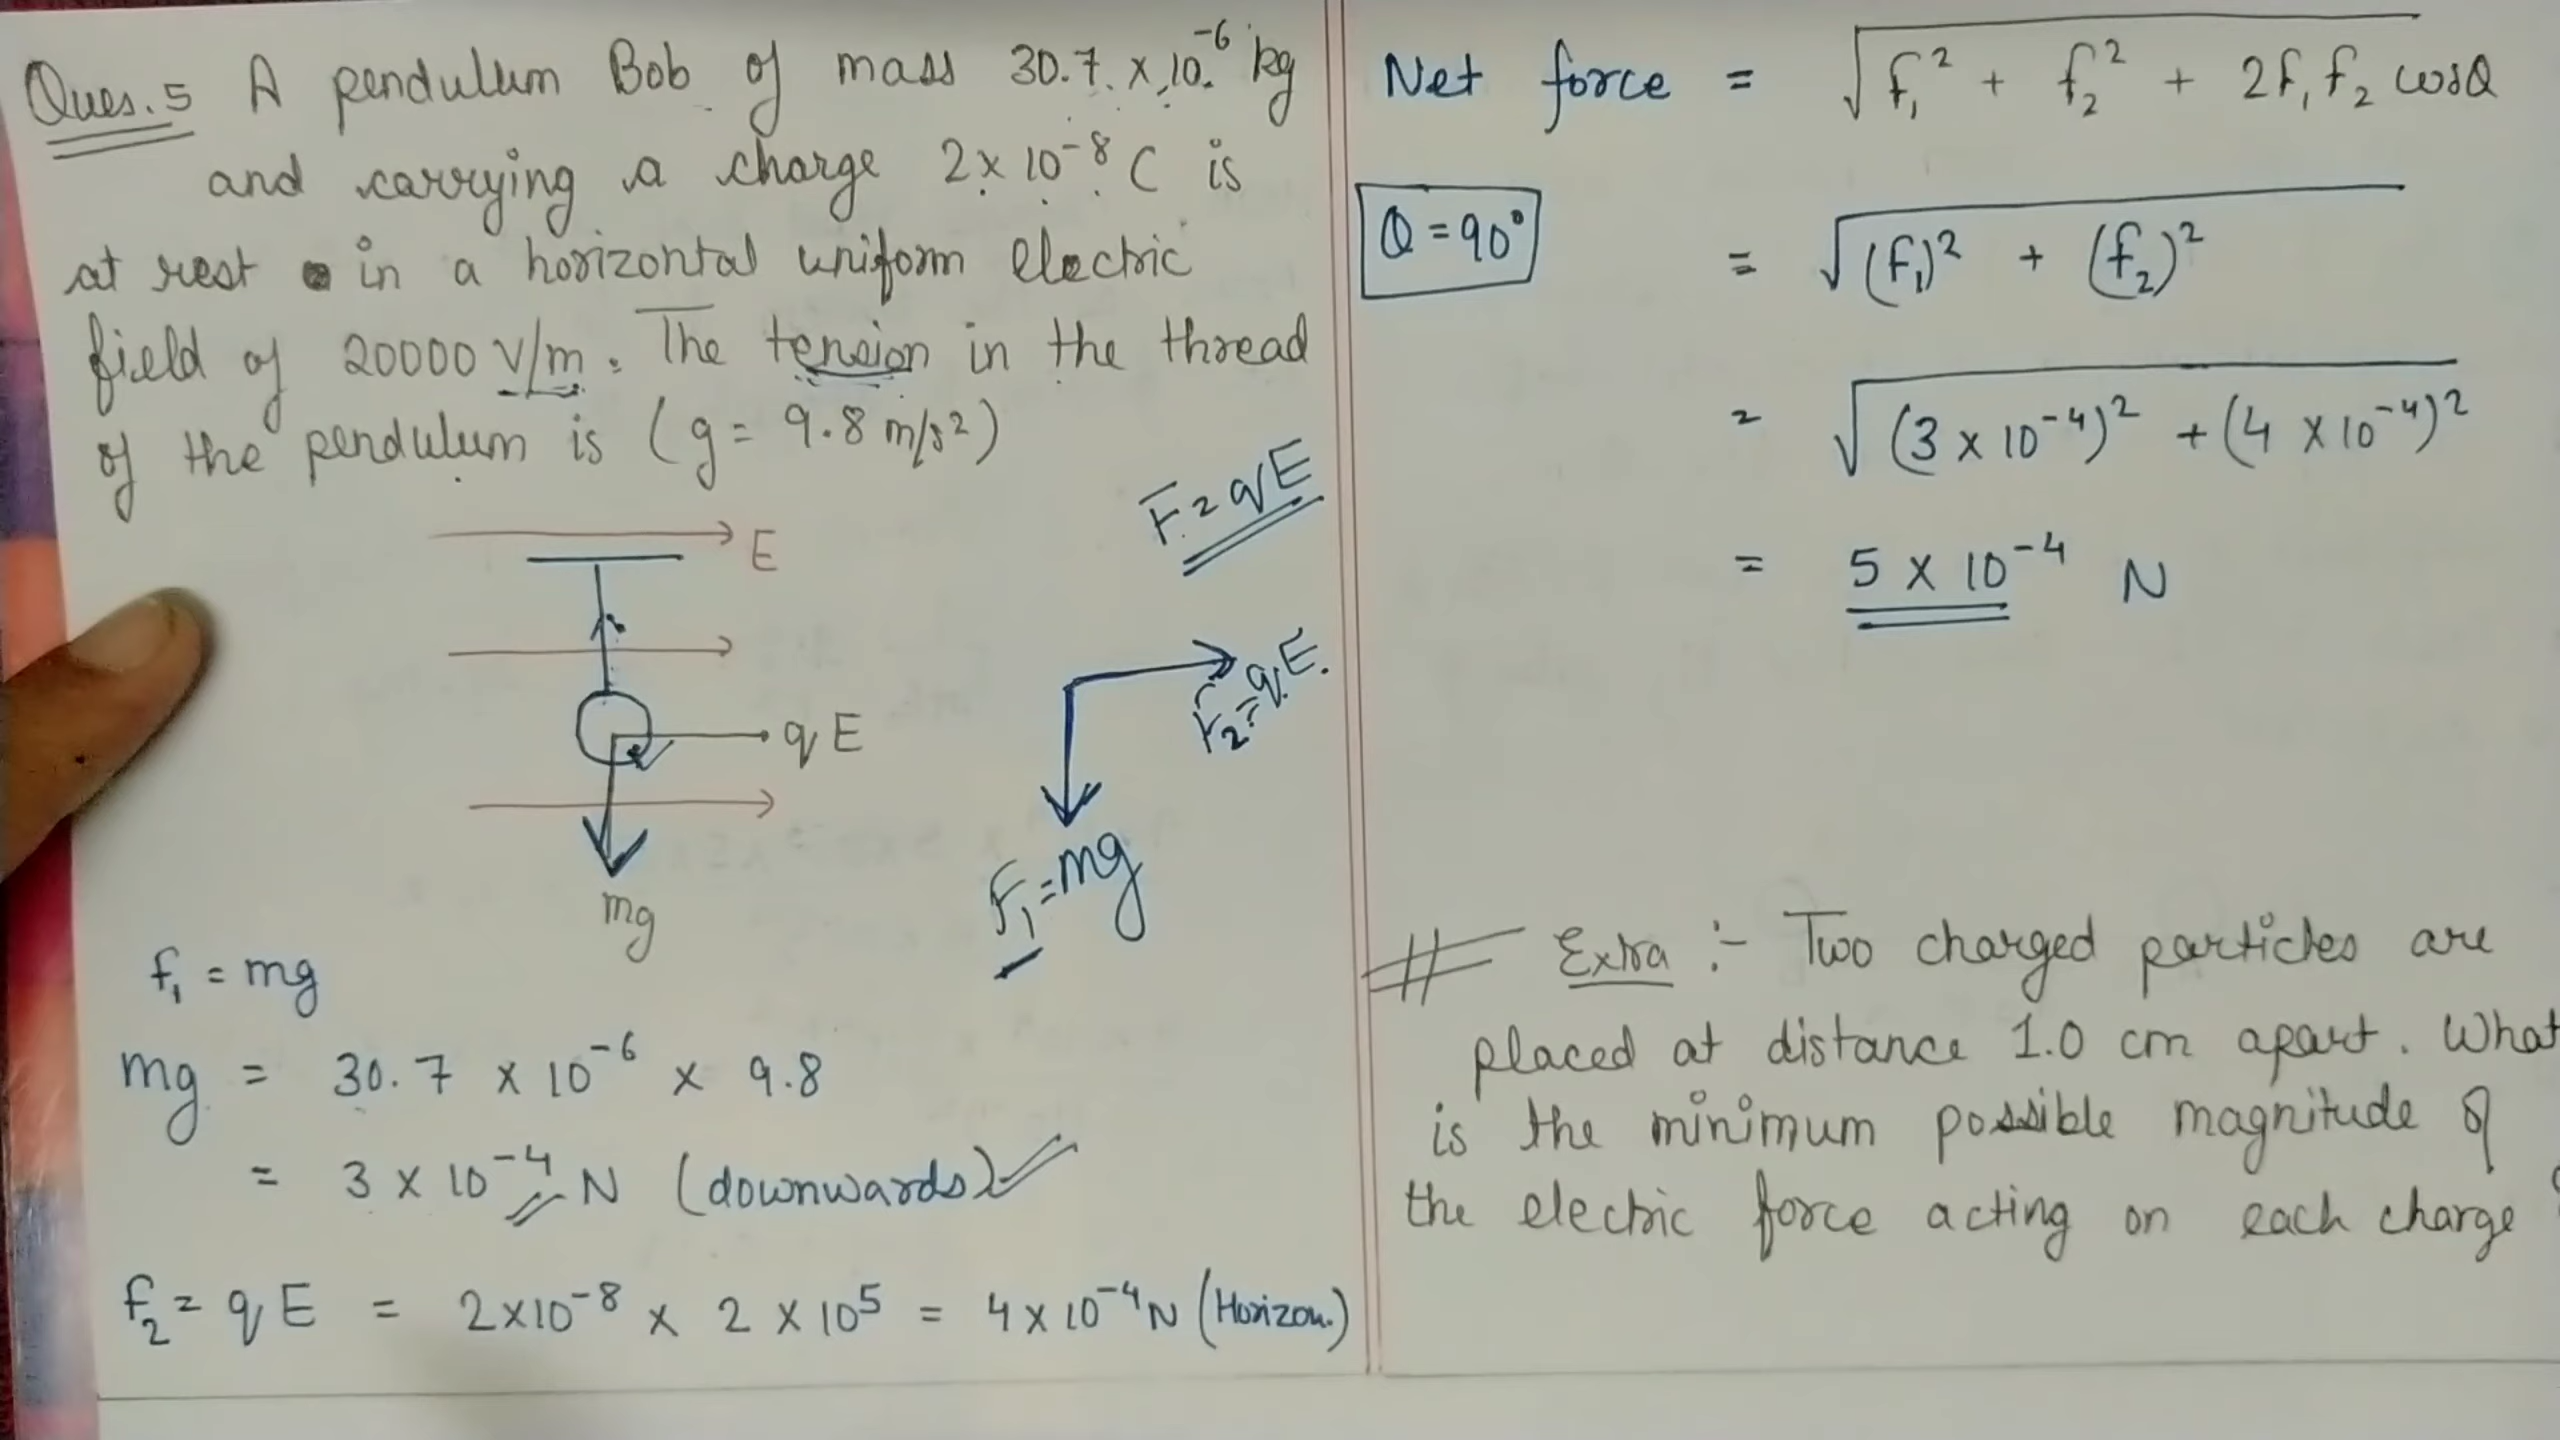 Ques.5 A pendulum Bob of mass 30.7 x 10.⁻⁶ kg
and carrying a charge 2x 10⁻⁸ C is
at rest in a horizontal uniform electric
field of 20000 V/m. The tension in the thread
of the pendulum is (g = 9.8 m/s²)
F = qE
E
qE
mg
F₂ = qE.
F₁ = mg
f₁ = mg
mg = 30.7 x 10⁻⁶ x 9.8
= 3 x 10⁻⁴ N (downwards)
f₂ = qE = 2x10⁻⁸ x 2 x 10⁵ = 4 x 10⁻⁴ N (Horizon.)
Net force = √f₁² + f₂² + 2f₁f₂ cosθ
θ = 90°
= √(f₁)² + (f₂)²
= √(3 x 10⁻⁴)² + (4 x 10⁻⁴)²
= 5 x 10⁻⁴ N
# Extra :- Two charged particles are
placed at distance 1.0 cm apart. What
is the minimum possible magnitude of
the electric force acting on each charge